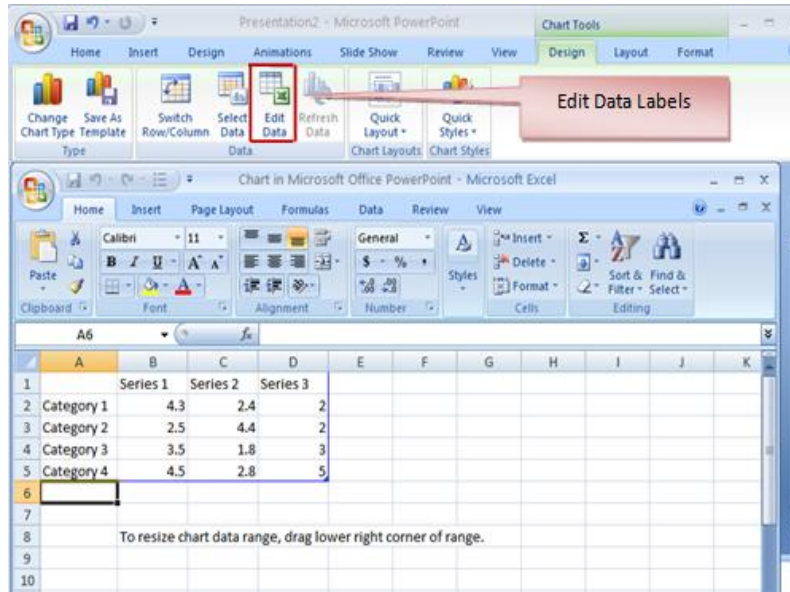 Presentation2 - Microsoft PowerPoint Chart Tools
Home Insert Design Animations Slide Show Review View Design Layout Format
Change Chart Type Save As Template Switch Row/Column Select Data Edit Data Refresh Data Quick Layout Quick Styles
Type Data Chart Layouts Chart Styles
Edit Data Labels
Chart in Microsoft Office PowerPoint - Microsoft Excel
Home Insert Page Layout Formulas Data Review View
Paste Calibri 11 General Styles Insert Sort & Filter Find & Select
B I U A A $ % , Delete
A Format
Clipboard Font Alignment Number Cells Editing
A6 fx
A B C D E F G H I J K
1 Series 1 Series 2 Series 3
2 Category 1 4.3 2.4 2
3 Category 2 2.5 4.4 2
4 Category 3 3.5 1.8 3
5 Category 4 4.5 2.8 5
6
7
8 To resize chart data range, drag lower right corner of range.
9
10